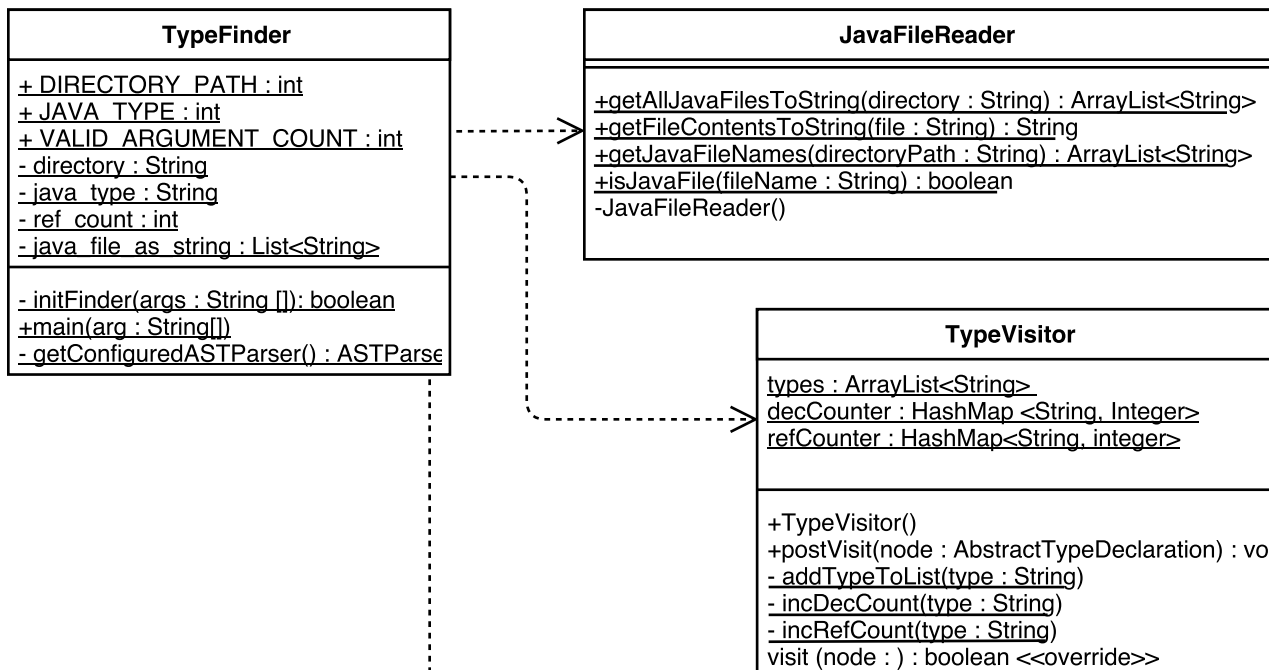 TypeFinder
+ DIRECTORY_PATH : int
+ JAVA_TYPE : int
+ VALID_ARGUMENT_COUNT : int
- directory : String
- java_type : String
- ref_count : int
- java_file_as_string : List<String>
- initFinder(args : String []): boolean
+main(arg : String[])
- getConfiguredASTParser() : ASTParse
JavaFileReader
+getAllJavaFilesToString(directory : String) : ArrayList<String>
+getFileContentsToString(file : String) : String
+getJavaFileNames(directoryPath : String) : ArrayList<String>
+isJavaFile(fileName : String) : boolean
-JavaFileReader()
TypeVisitor
types : ArrayList<String>
decCounter : HashMap <String, Integer>
refCounter : HashMap<String, integer>
+TypeVisitor()
+postVisit(node : AbstractTypeDeclaration) : vo
- addTypeToList(type : String)
- incDecCount(type : String)
- incRefCount(type : String)
visit (node : ) : boolean <<override>>